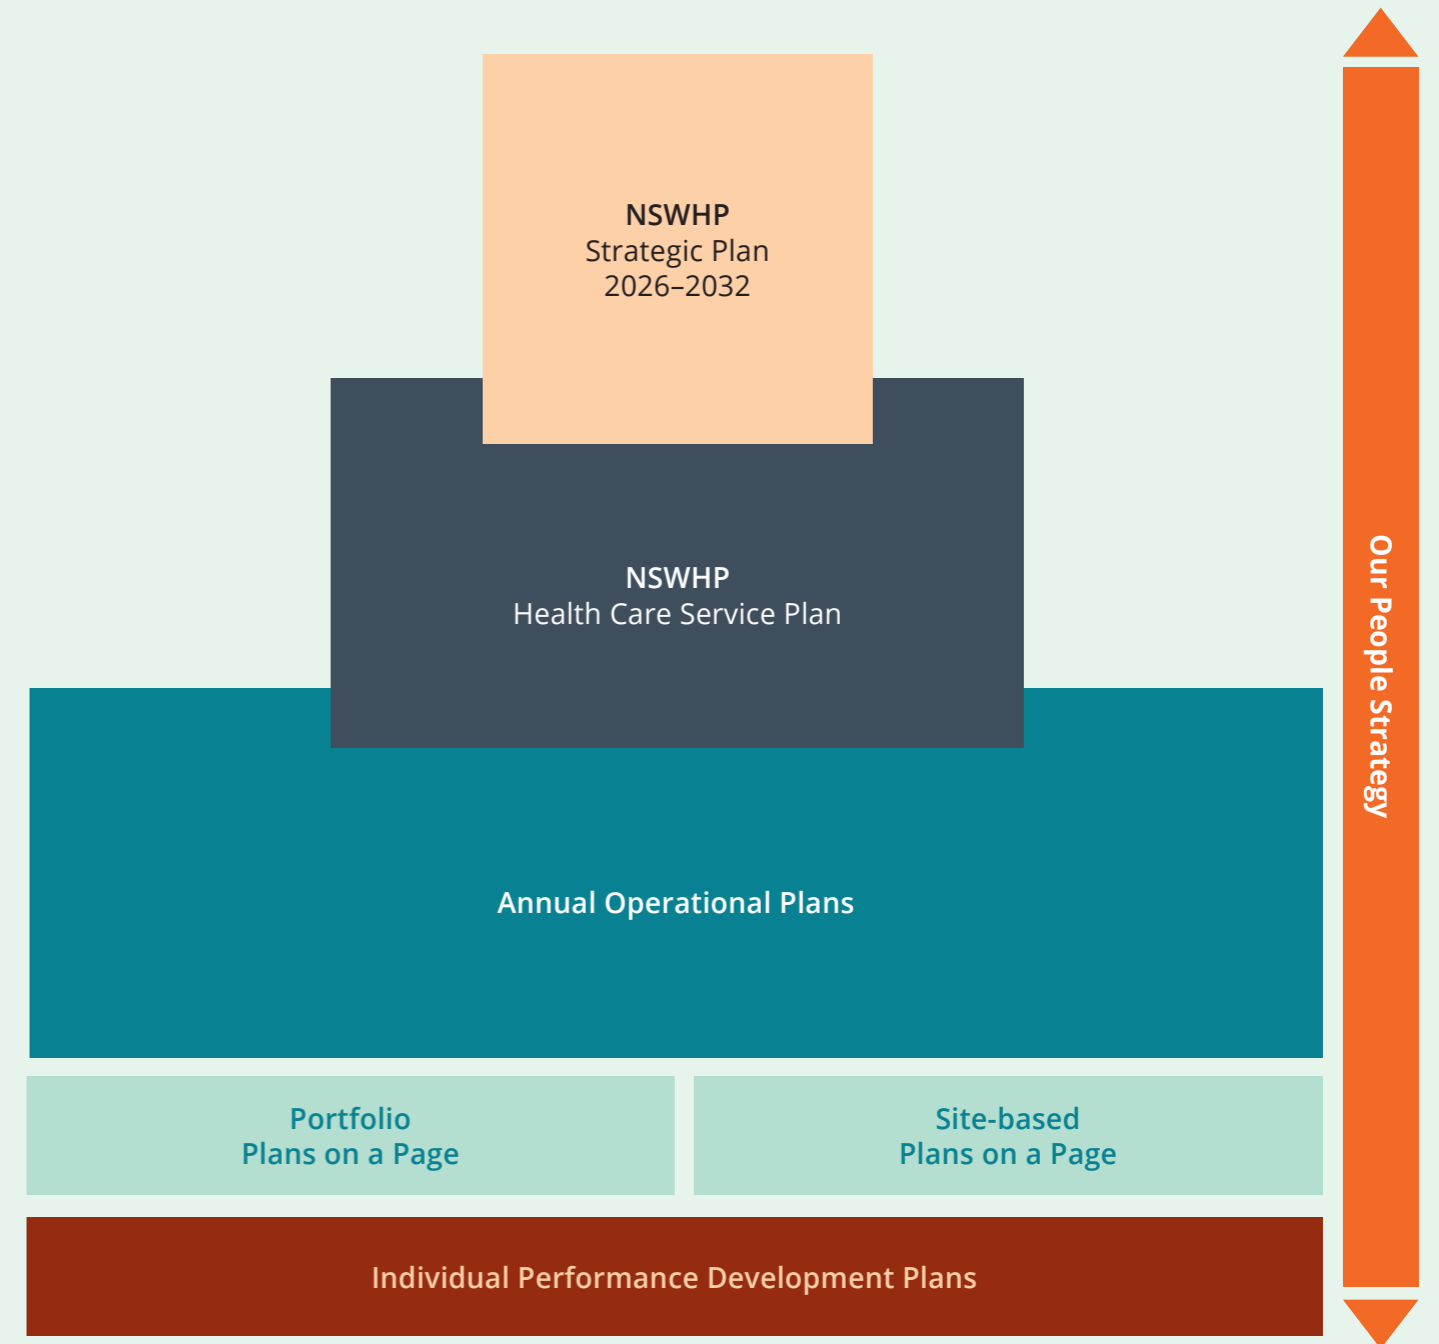 NSWHP
Strategic Plan
2026–2032
NSWHP
Health Care Service Plan
Annual Operational Plans
Portfolio
Plans on a Page
Site-based
Plans on a Page
Individual Performance Development Plans
Our People Strategy